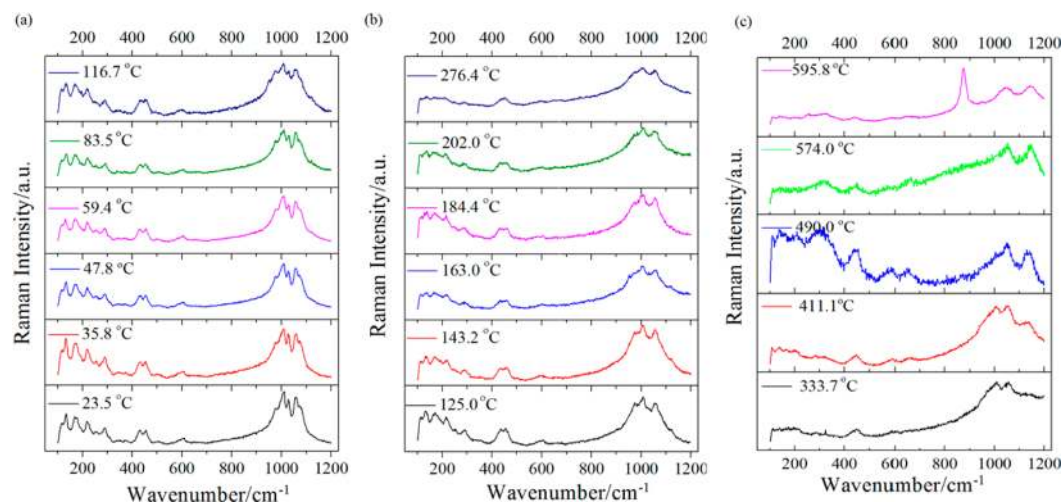 (a)
200 400 600 800 1000 1200
116.7 °C
83.5 °C
59.4 °C
47.8 °C
35.8 °C
23.5 °C
200 400 600 800 1000 1200
Wavenumber/cm-1
Raman Intensity/a.u.
(b)
200 400 600 800 1000 1200
276.4 °C
202.0 °C
184.4 °C
163.0 °C
143.2 °C
125.0 °C
200 400 600 800 1000 1200
Wavenumber/cm-1
Raman Intensity/a.u.
(c)
200 400 600 800 1000 1200
595.8 °C
574.0 °C
490.0 °C
411.1 °C
333.7 °C
200 400 600 800 1000 1200
Wavenumber/cm-1
Raman Intensity/a.u.